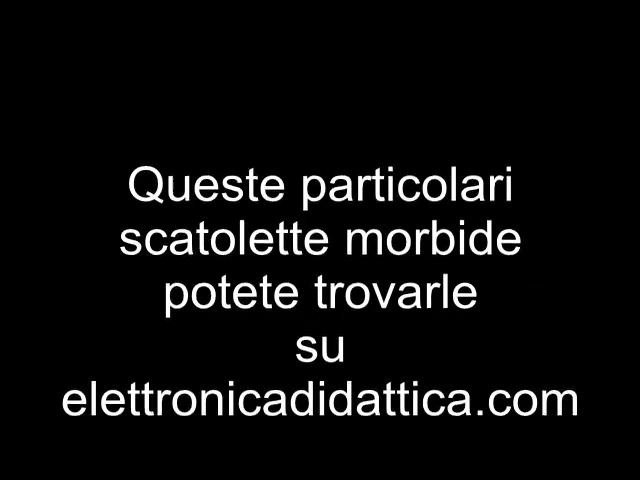 Queste particolari
scatolette morbide
potete trovarle
su
elettronicadidattica.com